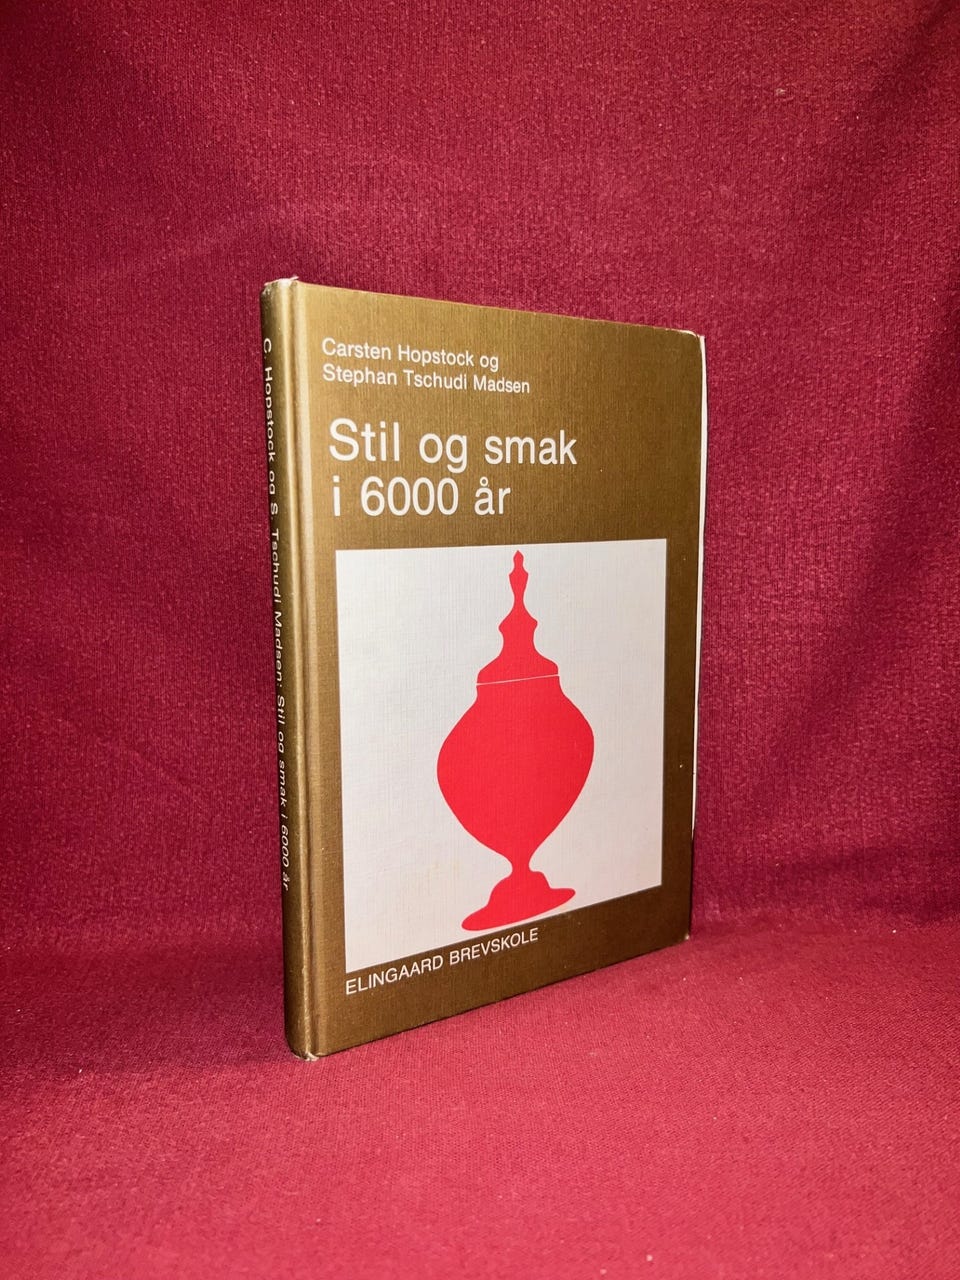 Carsten Hopstock og
Stephan Tschudi Madsen
Stil og smak
i 6000 år
ELINGAARD BREVSKOLE
C. Hopstock og S. Tschudi Madsen: Stil og smak i 6000 år